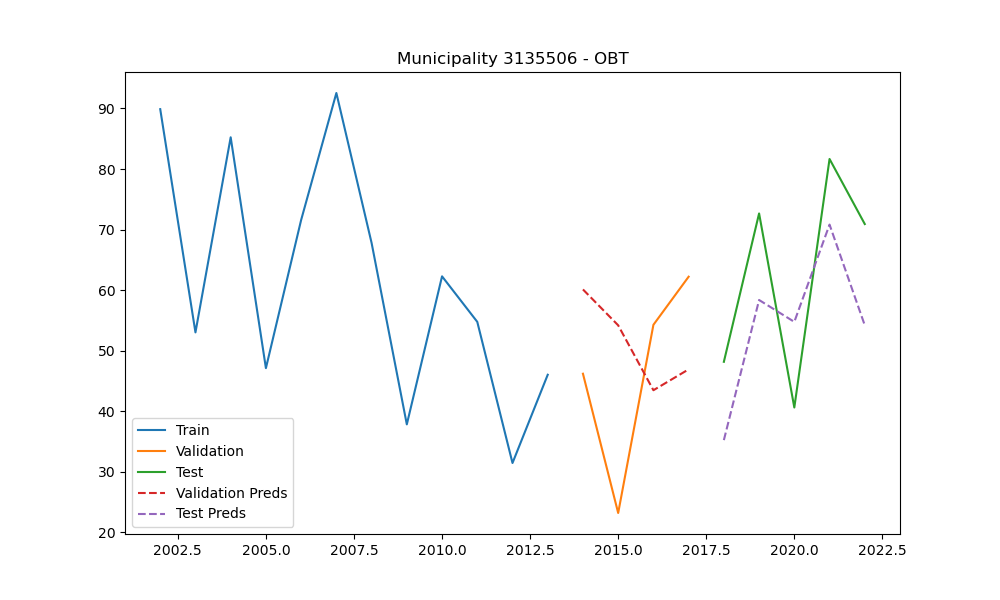 Municipality 3135506 - OBT
90
80
70
60
50
40
30
20
Train
Validation
Test
Validation Preds
Test Preds
2002.5 2005.0 2007.5 2010.0 2012.5 2015.0 2017.5 2020.0 2022.5